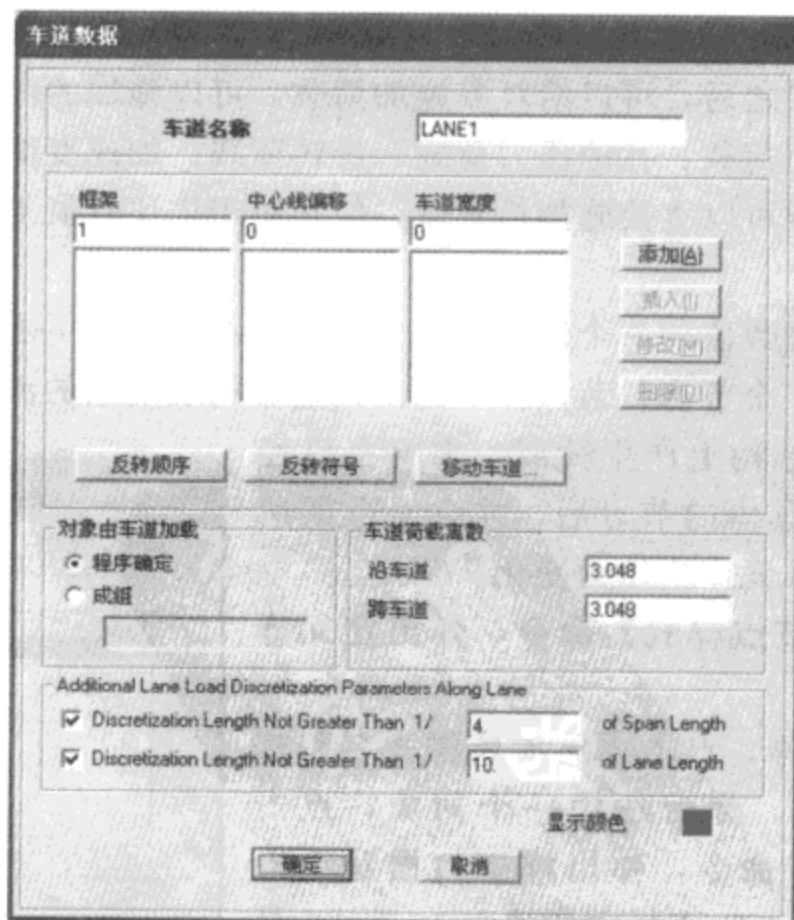 车道数据
车道名称 LANE1
框架 中心线偏移 车道宽度
1 0 0
添加(A)
插入(I)
修改(M)
删除(D)
反转顺序 反转符号 移动车道...
对象由车道加载
程序确定
成组
车道荷载离散
沿车道 3.048
跨车道 3.048
Additional Lane Load Discretization Parameters Along Lane
Discretization Length Not Greater Than 1/ 4. of Span Length
Discretization Length Not Greater Than 1/ 10. of Lane Length
显示颜色
确定 取消